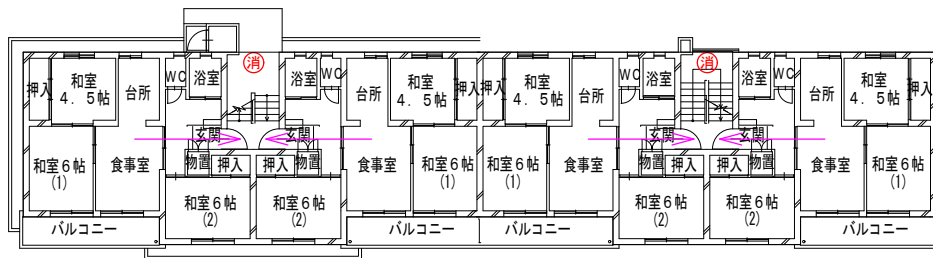 押入
和室
4.5帖
台所
WC
浴室
消
浴室
WC
台所
和室
4.5帖
押入
押入
和室
4.5帖
台所
WC
浴室
消
浴室
WC
台所
和室
4.5帖
押入
和室6帖
(1)
食事室
玄関
物置
押入
玄関
押入
物置
食事室
和室6帖
(1)
和室6帖
(1)
食事室
玄関
物置
押入
玄関
押入
物置
食事室
和室6帖
(1)
和室6帖
(2)
和室6帖
(2)
和室6帖
(2)
和室6帖
(2)
バルコニー
バルコニー
バルコニー
バルコニー